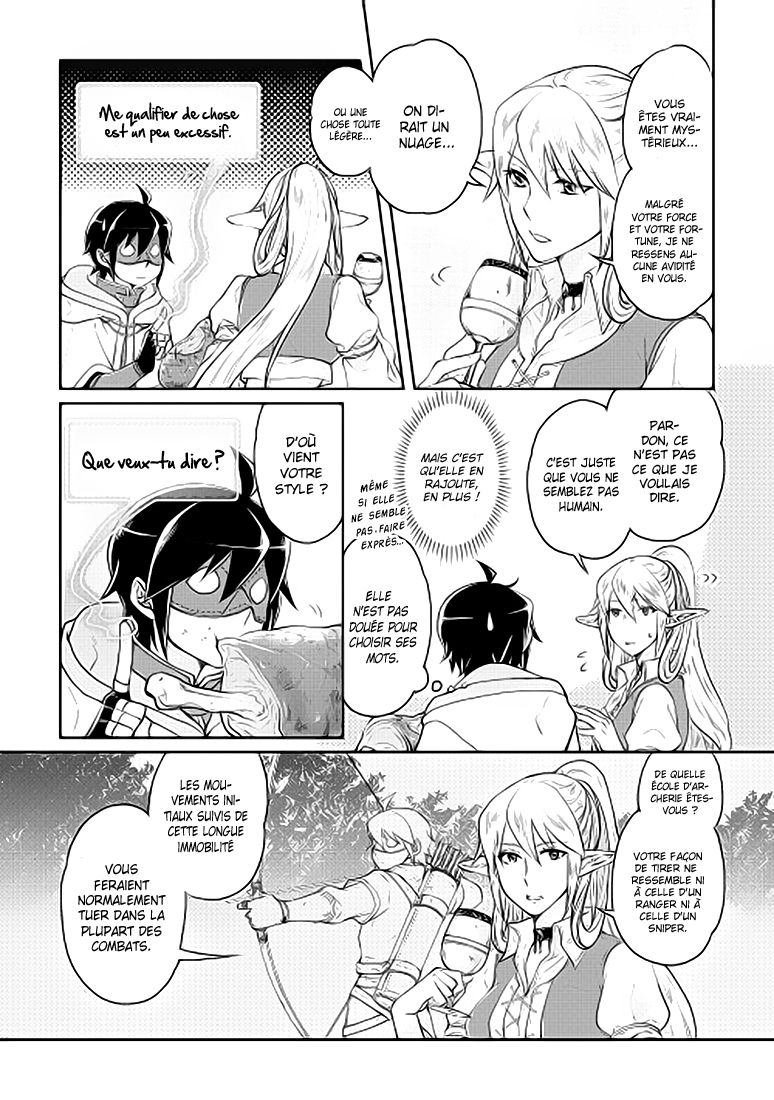 VOUS
ÊTES VRAI-
MENT MYS-
TÉRIEUX...
MALGRÉ
VOTRE FORCE
ET VOTRE FOR-
TUNE, JE NE
RESSENS AU-
CUNE AVIDITÉ
EN VOUS.
ON DI-
RAIT UN
NUAGE...
OU UNE
CHOSE TOUTE
LÉGÈRE...
Me qualifier de chose
est un peu excessif.
PAR-
DON, CE
N'EST PAS
CE QUE JE
VOULAIS
DIRE.
C'EST JUSTE
QUE VOUS NE
SEMBLEZ PAS
HUMAIN.
MAIS C'EST
QU'ELLE EN
RAJOUTE,
EN PLUS !
MÊME
SI ELLE
NE SEMBLE
PAS FAIRE
EXPRÈS...
ELLE
N'EST PAS
DOUÉE POUR
CHOISIR SES
MOTS.
D'OÙ
VIENT
VOTRE
STYLE ?
Que veux-tu dire ?
DE QUELLE
ÉCOLE D'AR-
CHERIE ÊTES-
VOUS ?
VOTRE FAÇON
DE TIRER NE
RESSEMBLE NI
À CELLE D'UN
RANGER NI À
CELLE D'UN
SNIPER.
LES MOU-
VEMENTS INI-
TIAUX SUIVIS DE
CETTE LONGUE
IMMOBILITÉ
VOUS
FERAIENT
NORMALEMENT
TUER DANS LA
PLUPART DES
COMBATS.